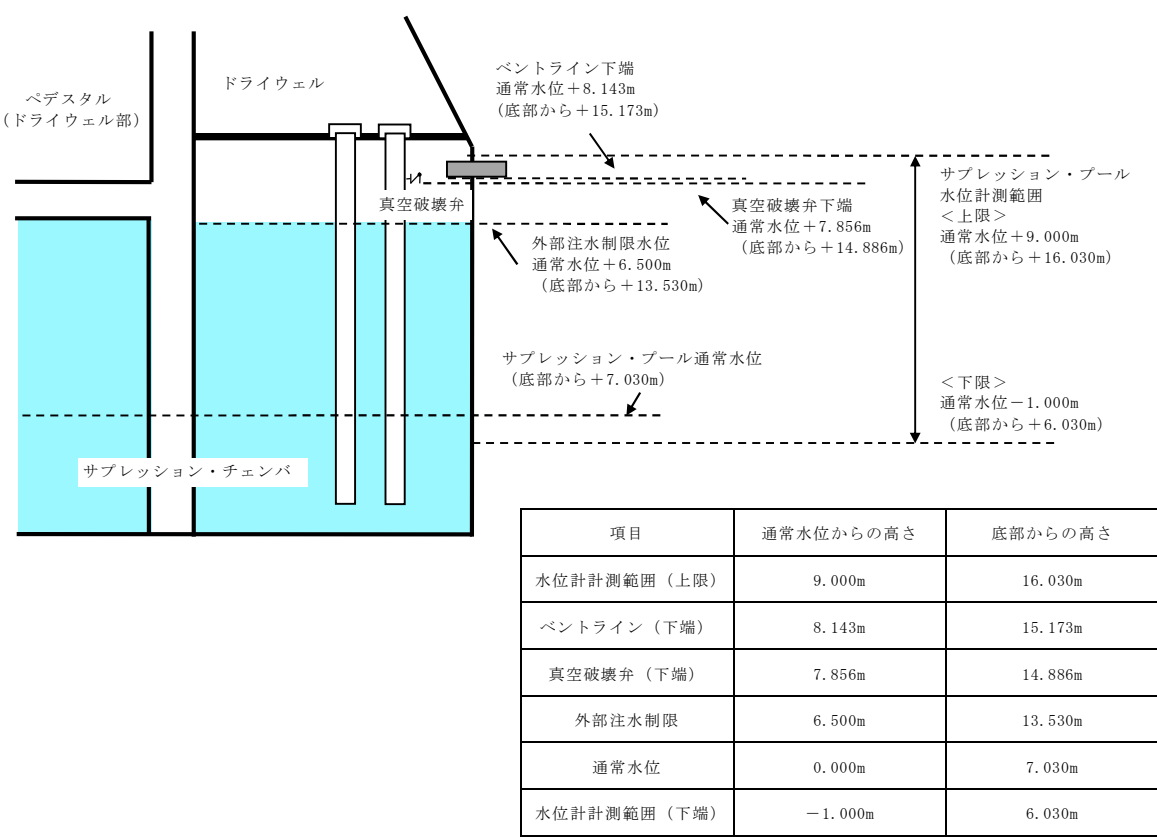 ペデスタル
（ドライウェル部）
ドライウェル
ベントライン下端
通常水位＋8.143m
(底部から＋15.173m)
真空破壊弁
外部注水制限水位
通常水位＋6.500m
（底部から＋13.530m）
真空破壊弁下端
通常水位＋7.856m
（底部から＋14.886m）
サプレッション・プール
水位計測範囲
＜上限＞
通常水位＋9.000m
（底部から＋16.030m）
サプレッション・プール通常水位
（底部から＋7.030m）
＜下限＞
通常水位－1.000m
（底部から＋6.030m）
サプレッション・チェンバ
項目 通常水位からの高さ 底部からの高さ
水位計計測範囲（上限） 9.000m 16.030m
ベントライン（下端） 8.143m 15.173m
真空破壊弁（下端） 7.856m 14.886m
外部注水制限 6.500m 13.530m
通常水位 0.000m 7.030m
水位計計測範囲（下端） －1.000m 6.030m